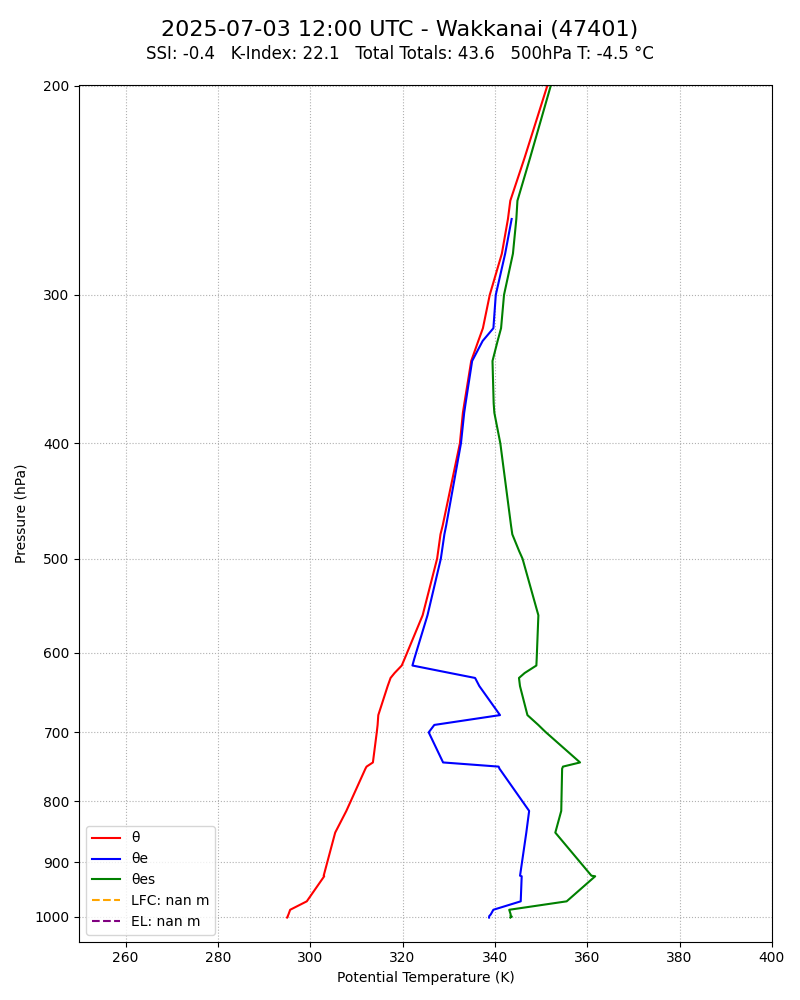 2025-07-03 12:00 UTC - Wakkanai (47401)
SSI: -0.4   K-Index: 22.1   Total Totals: 43.6   500hPa T: -4.5 °C
200
300
400
500
600
700
800
900
1000
Pressure (hPa)
θ
θe
θes
LFC: nan m
EL: nan m
260 280 300 320 340 360 380 400
Potential Temperature (K)